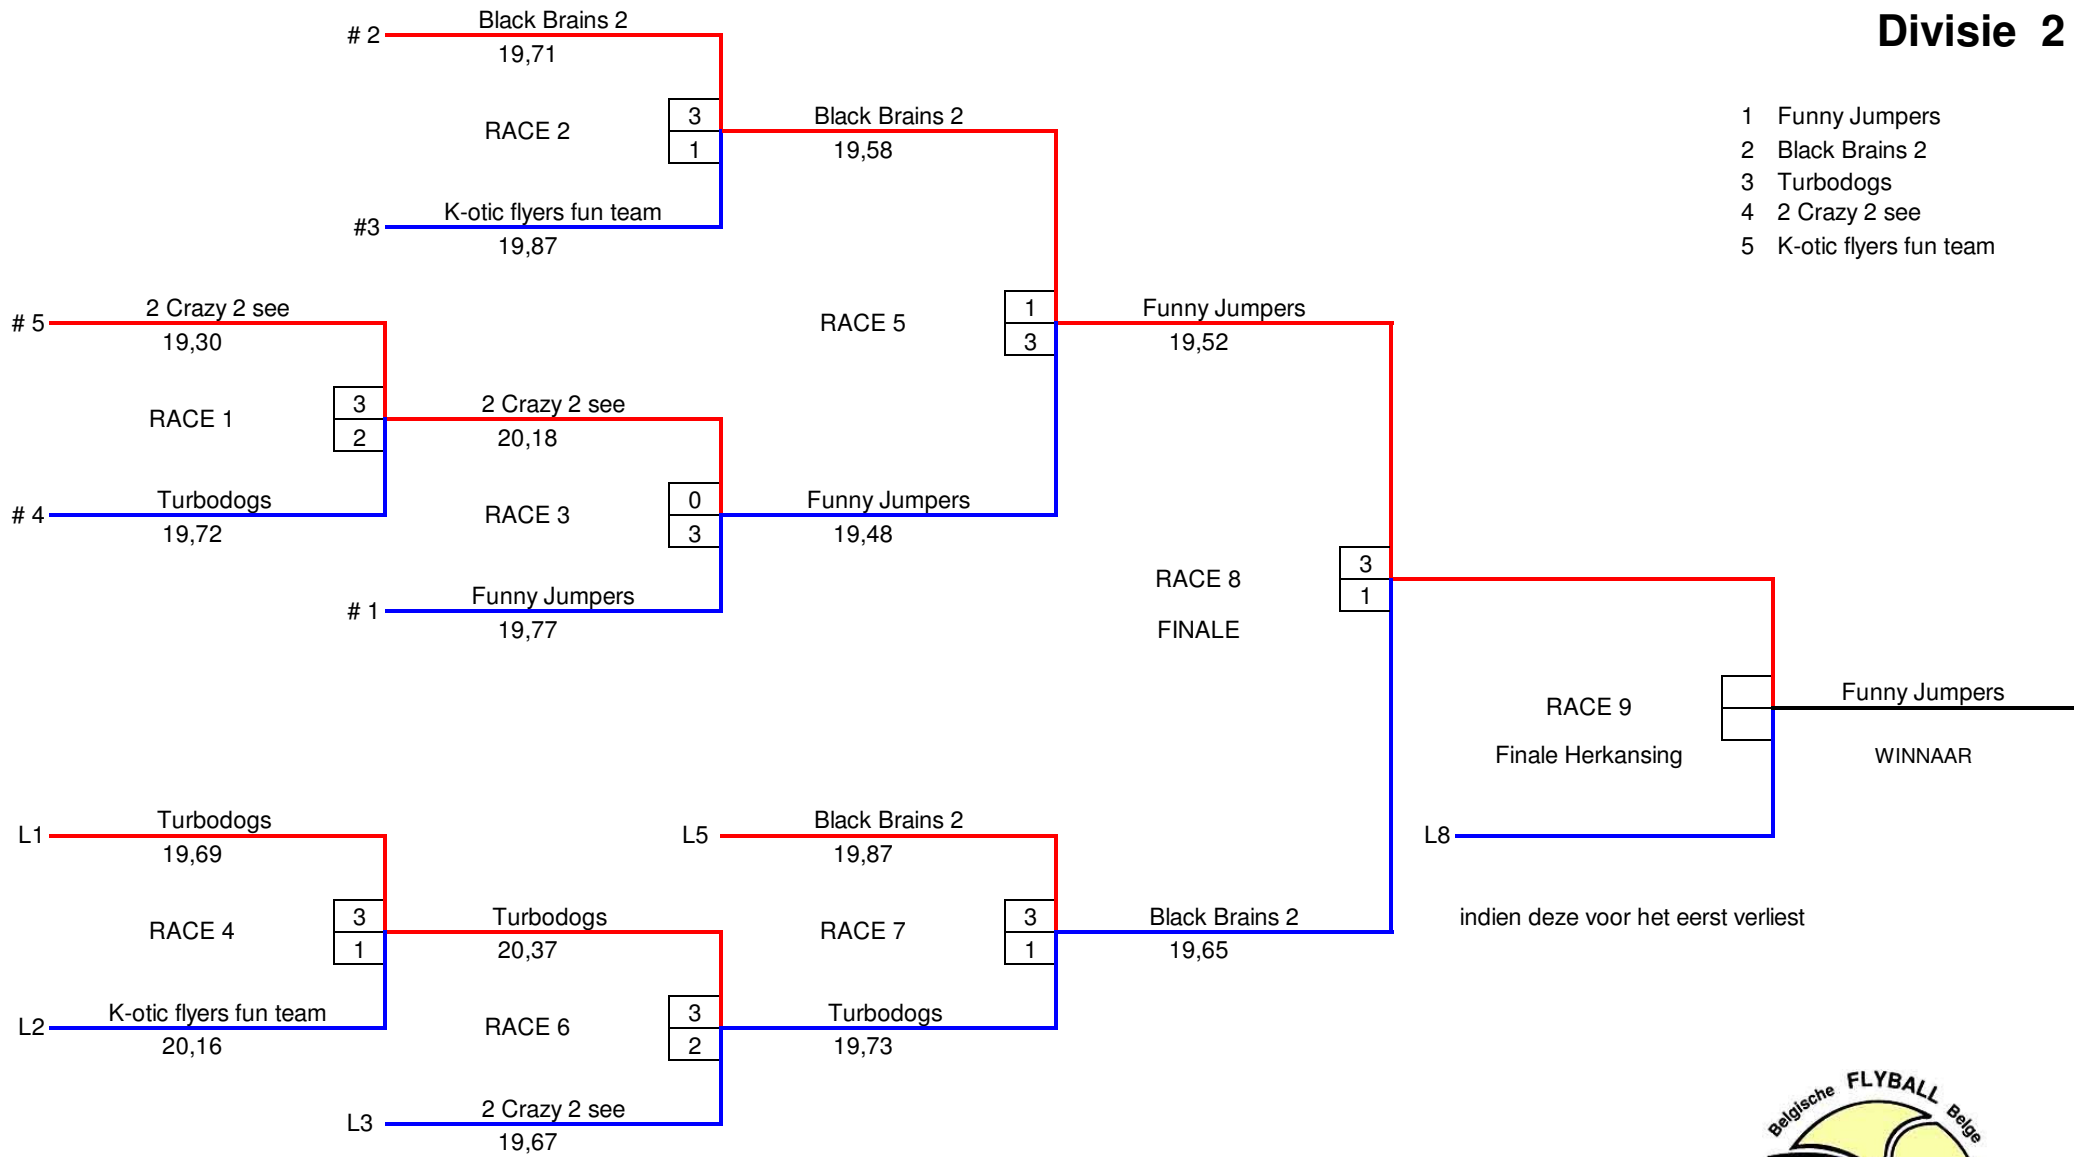 Divisie 2
1 Funny Jumpers
2 Black Brains 2
3 Turbodogs
4 2 Crazy 2 see
5 K-otic flyers fun team
# 2
Black Brains 2
19,71
RACE 2
3
1
#3
K-otic flyers fun team
19,87
Black Brains 2
19,58
# 5
2 Crazy 2 see
19,30
RACE 1
3
2
# 4
Turbodogs
19,72
2 Crazy 2 see
20,18
RACE 3
0
3
# 1
Funny Jumpers
19,77
RACE 5
1
3
Funny Jumpers
19,48
Funny Jumpers
19,52
RACE 8
3
1
FINALE
RACE 9
Finale Herkansing
Funny Jumpers
WINNAAR
L8
indien deze voor het eerst verliest
L1
Turbodogs
19,69
RACE 4
3
1
L2
K-otic flyers fun team
20,16
Turbodogs
20,37
RACE 6
3
2
L3
2 Crazy 2 see
19,67
L5
Black Brains 2
19,87
RACE 7
3
1
Turbodogs
19,73
Black Brains 2
19,65
Belgische FLYBALL Belge